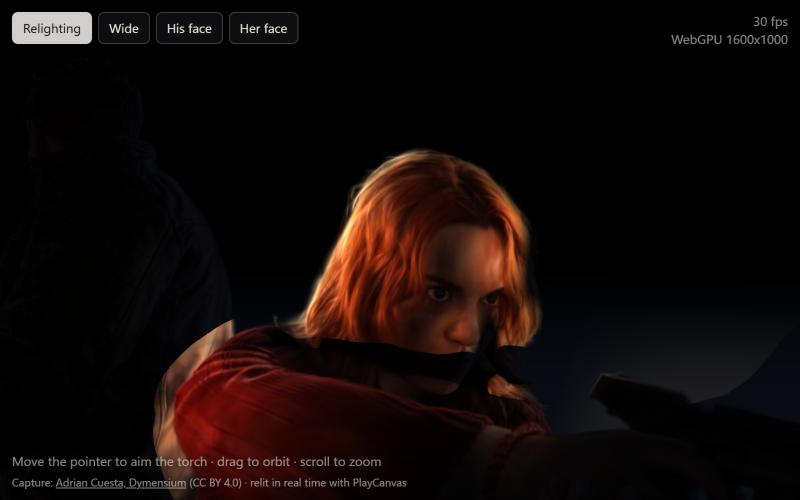 Relighting Wide His face Her face
30 fps
WebGPU 1600x1000
Move the pointer to aim the torch · drag to orbit · scroll to zoom
Capture: Adrian Cuesta, Dymensium (CC BY 4.0) · relit in real time with PlayCanvas